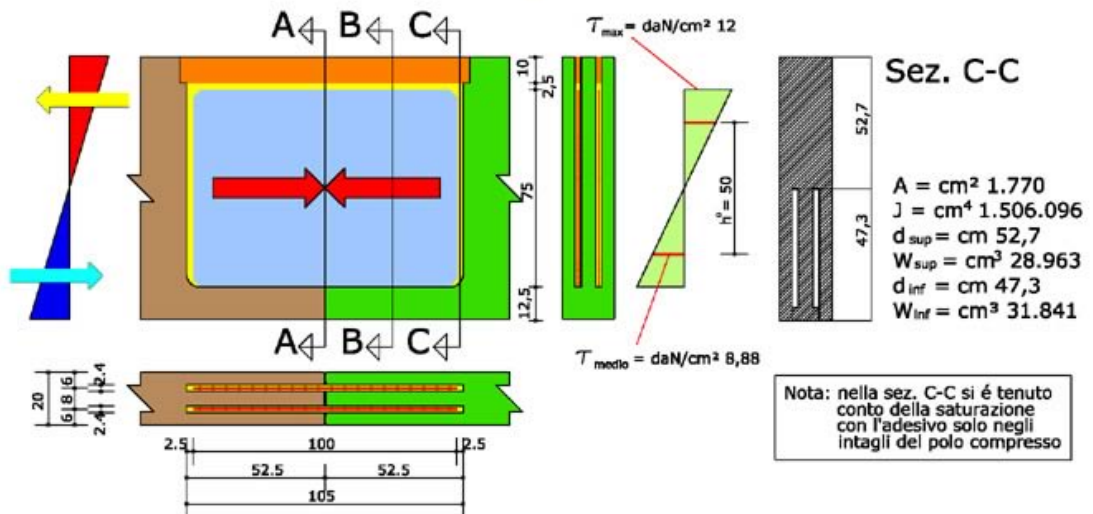 A
B
C
τmax = daN/cm² 12
10
2,5
75
12,5
h° = 50
52,7
47,3
Sez. C-C
A = cm² 1.770
J = cm⁴ 1.506.096
d sup = cm 52,7
W sup = cm³ 28.963
d inf = cm 47,3
W inf = cm³ 31.841
A
B
C
τmedio = daN/cm² 8,88
20
6 8 6
2.4
2.4
2.5
100
2.5
52.5
52.5
105
Nota: nella sez. C-C si é tenuto
conto della saturazione
con l'adesivo solo negli
intagli del polo compresso